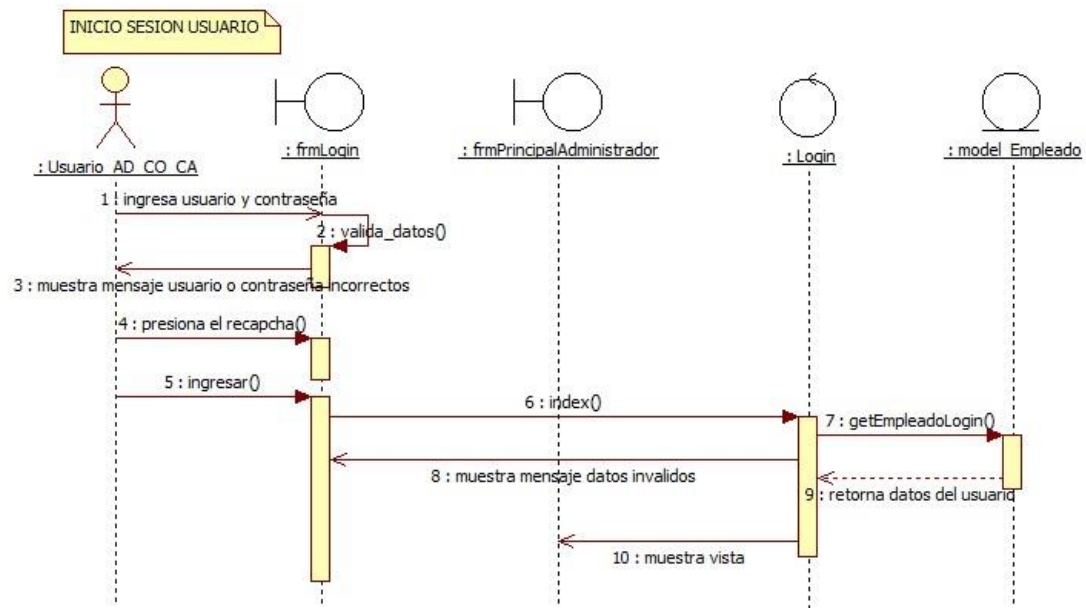 INICIO SESION USUARIO
: Usuario_AD_CO_CA
: frmLogin
: frmPrincipalAdministrador
: Login
: model_Empleado
1 : ingresa usuario y contraseña
2 : valida_datos()
3 : muestra mensaje usuario o contraseña incorrectos
4 : presiona el recapcha()
5 : ingresar()
6 : index()
7 : getEmpleadoLogin()
8 : muestra mensaje datos invalidos
9 : retorna datos del usuario
10 : muestra vista